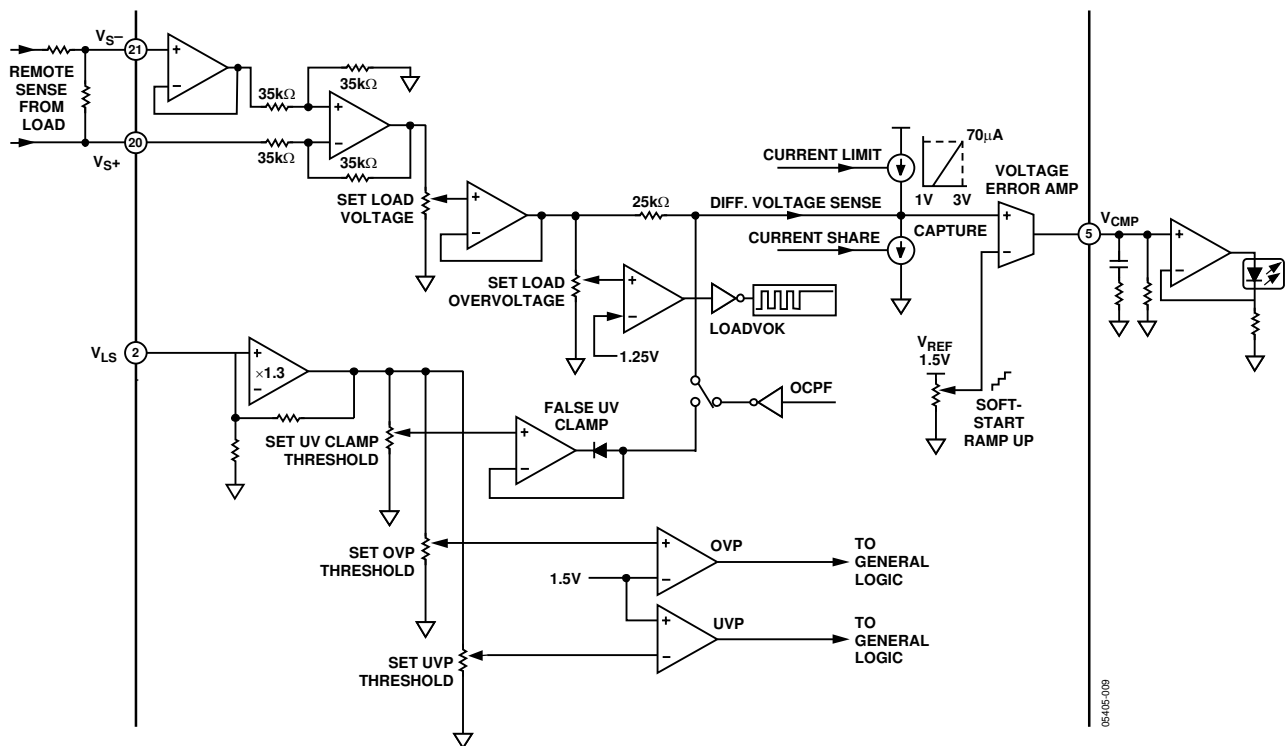 VS−
21
+
−
REMOTE
SENSE
FROM
LOAD
35kΩ
35kΩ
+
−
20
VS+
35kΩ
35kΩ
SET LOAD
VOLTAGE
+
−
25kΩ
DIFF. VOLTAGE SENSE
CURRENT LIMIT
70μA
1V
3V
VOLTAGE
ERROR AMP
+
−
CAPTURE
CURRENT SHARE
5
VCMP
+
−
SET LOAD
OVERVOLTAGE
+
−
1.25V
LOADVOK
VREF
1.5V
SOFT-
START
RAMP UP
VLS
2
+
×1.3
−
OCPF
FALSE UV
CLAMP
+
−
SET UV CLAMP
THRESHOLD
SET OVP
THRESHOLD
+
−
OVP
TO
GENERAL
LOGIC
1.5V
+
−
UVP
TO
GENERAL
LOGIC
SET UVP
THRESHOLD
05405-009